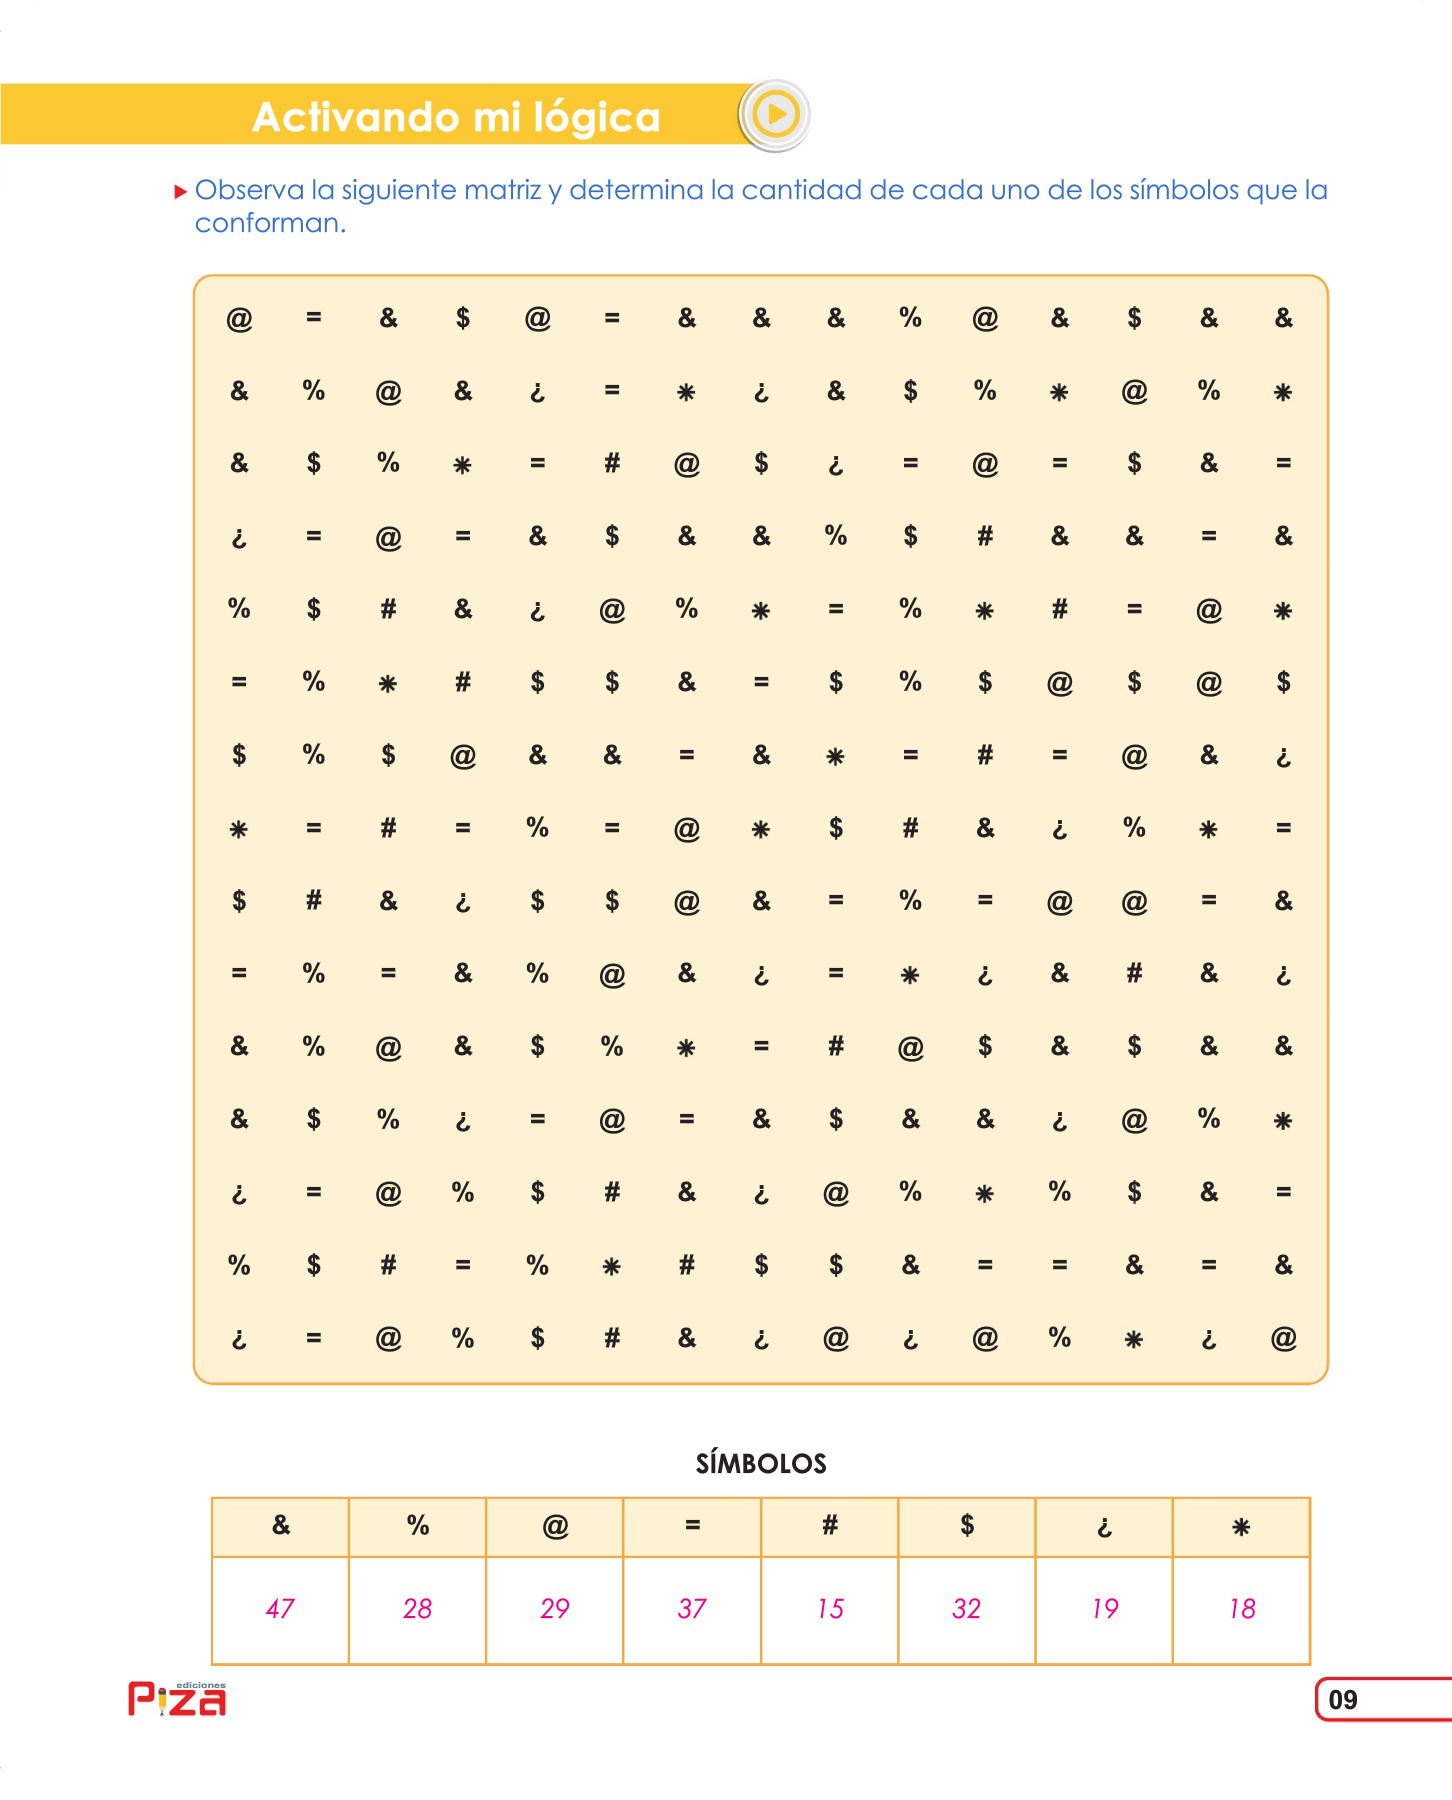 Activando mi lógica
Observa la siguiente matriz y determina la cantidad de cada uno de los símbolos que la
conforman.
@ = & $ @ = & & & % @ & $ & &
& % @ & ¿ = * ¿ & $ % * @ % *
& $ % * = # @ $ ¿ = @ = $ & =
¿ = @ = & $ & & % $ # & & = &
% $ # & ¿ @ % * = % * # = @ *
= % * # $ $ & = $ % $ @ $ @ $
$ % $ @ & & = & * = # = @ & ¿
* = # = % = @ * $ # & ¿ % * =
$ # & ¿ $ $ @ & = % = @ @ = &
= % = & % @ & ¿ = * ¿ & # & ¿
& % @ & $ % * = # @ $ & $ & &
& $ % ¿ = @ = & $ & & ¿ @ % *
¿ = @ % $ # & ¿ @ % * % $ & =
% $ # = % * # $ $ & = = & = &
¿ = @ % $ # & ¿ @ ¿ @ % * ¿ @
SÍMBOLOS
& % @ = # $ ¿ *
47 28 29 37 15 32 19 18
ediciones
Piza
09